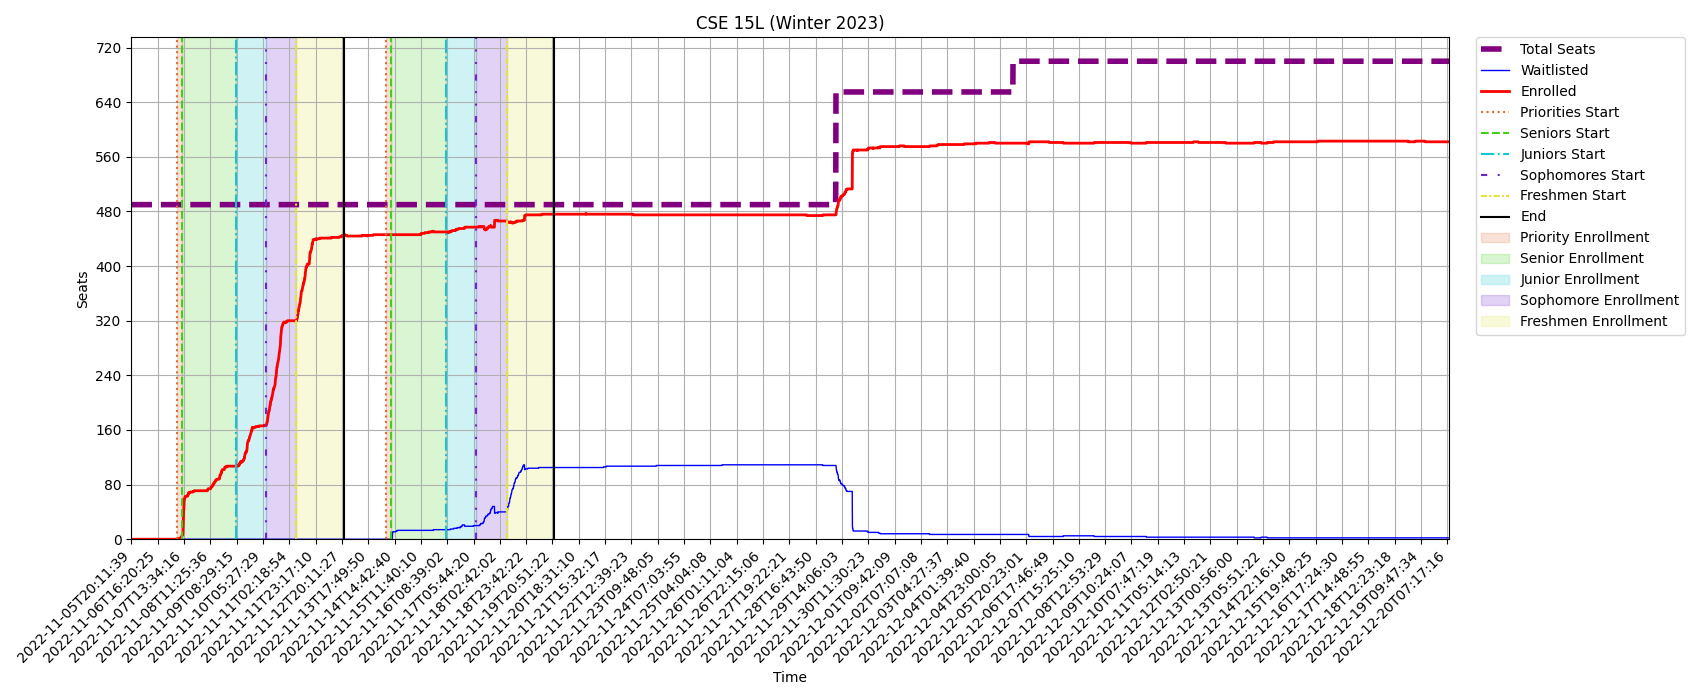 CSE 15L (Winter 2023)
Seats
720
640
560
480
400
320
240
160
80
0
2022-11-05T20:11:39
2022-11-06T16:20:25
2022-11-07T13:34:16
2022-11-08T11:25:36
2022-11-09T08:29:15
2022-11-10T05:27:29
2022-11-11T02:18:54
2022-11-11T23:17:10
2022-11-12T20:11:27
2022-11-13T17:49:50
2022-11-14T14:42:40
2022-11-15T11:40:10
2022-11-16T08:39:02
2022-11-17T05:44:20
2022-11-18T02:42:02
2022-11-18T23:42:22
2022-11-19T20:51:22
2022-11-20T18:31:10
2022-11-21T15:32:17
2022-11-22T12:39:23
2022-11-23T09:48:05
2022-11-24T07:03:55
2022-11-25T04:04:08
2022-11-26T01:11:04
2022-11-26T22:15:06
2022-11-27T19:22:21
2022-11-28T16:43:50
2022-11-29T14:06:03
2022-11-30T11:30:23
2022-12-01T09:42:09
2022-12-02T07:07:08
2022-12-03T04:27:37
2022-12-04T01:39:40
2022-12-04T23:00:05
2022-12-05T20:23:01
2022-12-06T17:46:49
2022-12-07T15:25:10
2022-12-08T12:53:29
2022-12-09T10:24:07
2022-12-10T07:47:19
2022-12-11T05:14:13
2022-12-12T02:50:21
2022-12-13T00:56:00
2022-12-13T05:51:22
2022-12-14T22:16:10
2022-12-15T19:48:25
2022-12-16T17:24:30
2022-12-17T14:48:55
2022-12-18T12:23:18
2022-12-19T09:47:34
2022-12-20T07:17:16
Time
Total Seats
Waitlisted
Enrolled
Priorities Start
Seniors Start
Juniors Start
Sophomores Start
Freshmen Start
End
Priority Enrollment
Senior Enrollment
Junior Enrollment
Sophomore Enrollment
Freshmen Enrollment